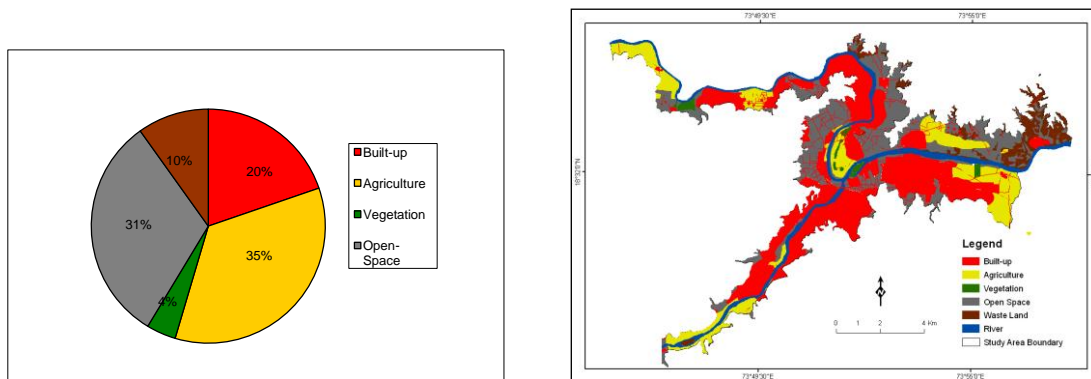 10%
20%
31%
35%
4%
Built-up
Agriculture
Vegetation
Open-
Space
73°49'30"E
73°55'0"E
Legend
Built-up
Agriculture
Vegetation
Open Space
Waste Land
River
Study Area Boundary
N
0 1 2 4 Km
73°49'30"E
73°55'0"E